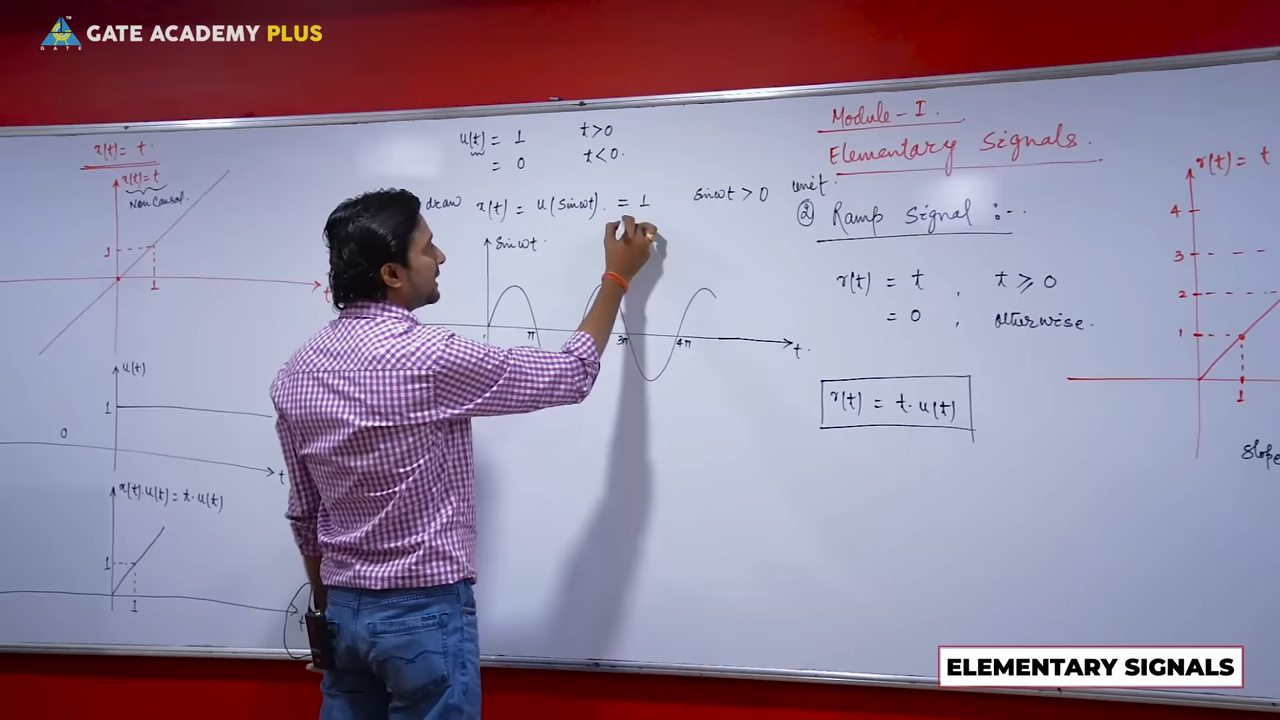 GATE ACADEMY PLUS
GATE
x(t) = t.
x(t) = t
Non Causal.
1
1
t
u(t)
1
0
t
x(t).u(t) = t.u(t)
1
1
t
u(t) = 1 t>0
= 0 t<0.
draw x(t) = u(sinωt). = 1 sinωt > 0
sinωt.
π 3π 4π
t.
Module-I.
Elementary Signals.
unit.
② Ramp Signal :-.
r(t) = t , t ≥ 0
= 0 , otherwise.
r(t) = t. u(t)
r(t) = t
4
3
2
1
1
Slope
ELEMENTARY SIGNALS